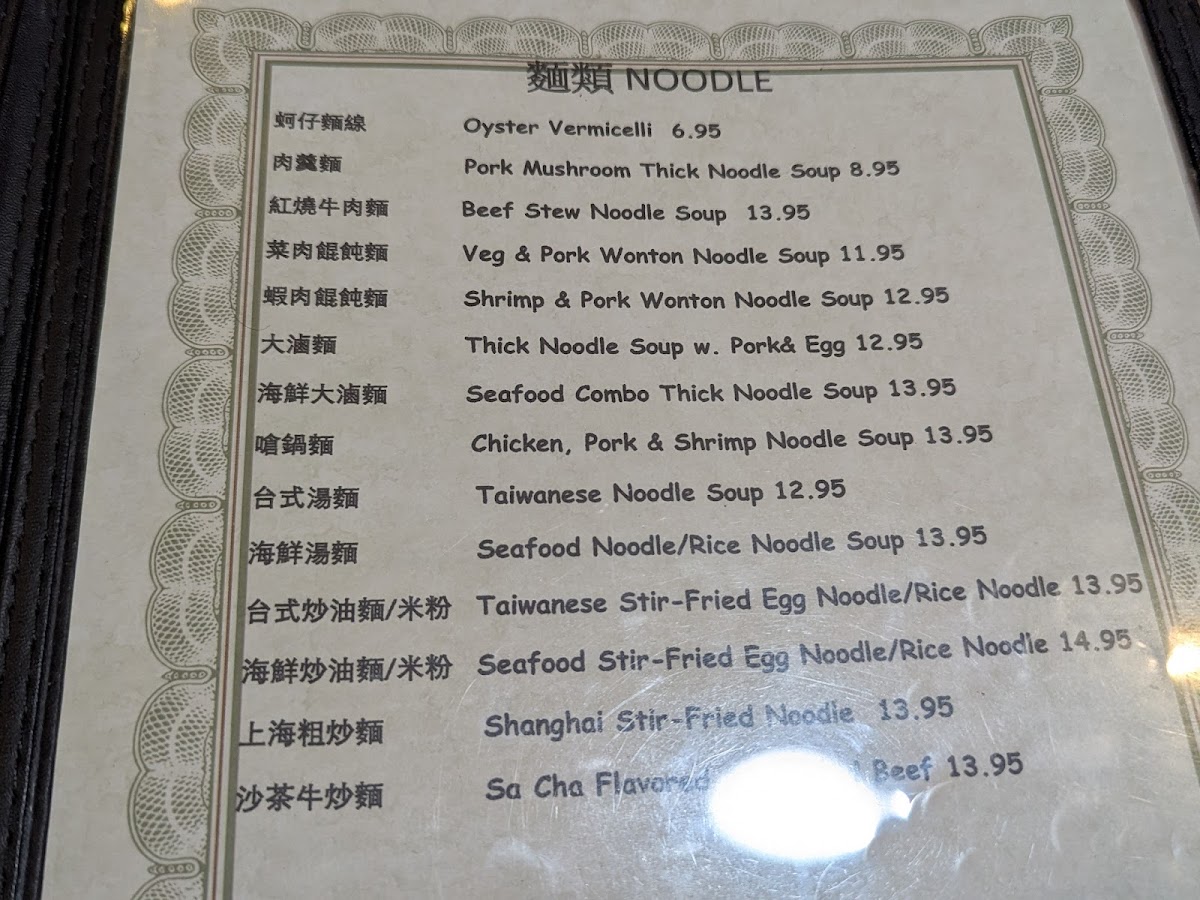 麵類 NOODLE
蚵仔麵線 Oyster Vermicelli 6.95
肉羹麵 Pork Mushroom Thick Noodle Soup 8.95
紅燒牛肉麵 Beef Stew Noodle Soup 13.95
菜肉餛飩麵 Veg & Pork Wonton Noodle Soup 11.95
蝦肉餛飩麵 Shrimp & Pork Wonton Noodle Soup 12.95
大滷麵 Thick Noodle Soup w. Pork& Egg 12.95
海鮮大滷麵 Seafood Combo Thick Noodle Soup 13.95
嗆鍋麵 Chicken, Pork & Shrimp Noodle Soup 13.95
台式湯麵 Taiwanese Noodle Soup 12.95
海鮮湯麵 Seafood Noodle/Rice Noodle Soup 13.95
台式炒油麵/米粉 Taiwanese Stir-Fried Egg Noodle/Rice Noodle 13.95
海鮮炒油麵/米粉 Seafood Stir-Fried Egg Noodle/Rice Noodle 14.95
上海粗炒麵 Shanghai Stir-Fried Noodle 13.95
沙茶牛炒麵 Sa Cha Flavored Beef 13.95